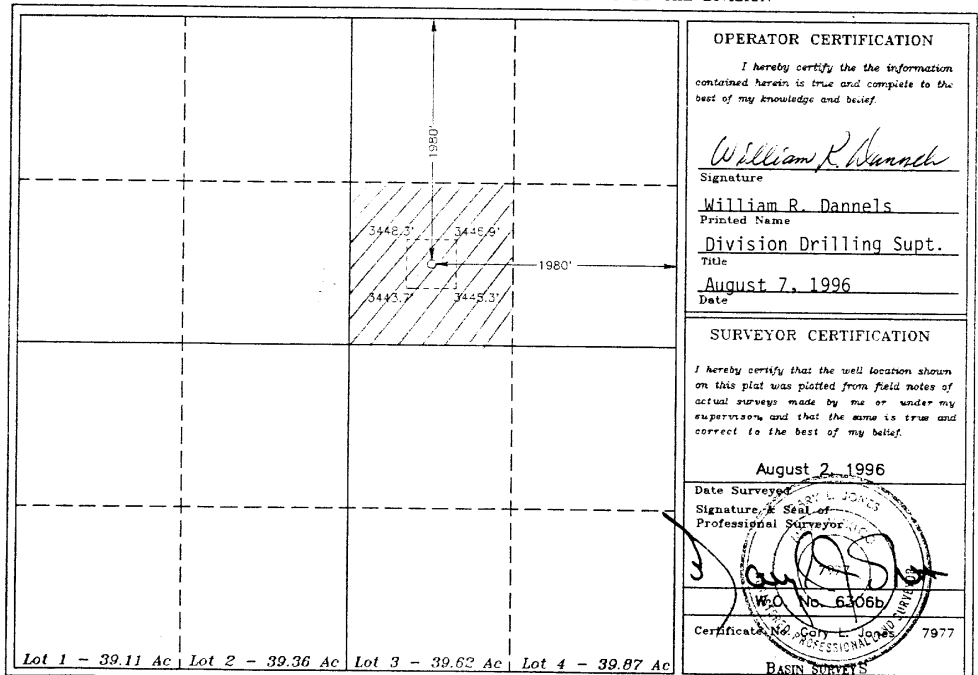 1980'
3448.3' 3446.9'
1980'
3443.7' 3445.3'
Lot 1 - 39.11 Ac Lot 2 - 39.36 Ac Lot 3 - 39.62 Ac Lot 4 - 39.87 Ac
OPERATOR CERTIFICATION
I hereby certify the the information
contained herein is true and complete to the
best of my knowledge and belief.
William R. Dannels
Signature
William R. Dannels
Printed Name
Division Drilling Supt.
Title
August 7, 1996
Date
SURVEYOR CERTIFICATION
I hereby certify that the well location shown
on this plat was plotted from field notes of
actual surveys made by me or under my
supervison, and that the same is true and
correct to the best of my belief.
August 2, 1996
Date Surveyed
Signature & Seal of
Professional Surveyor
GARY L. JONES
7977
W.O. No. 6306b
Certificate No. Gary L. Jones 7977
PROFESSIONAL LAND SURVEYOR
BASIN SURVEYS